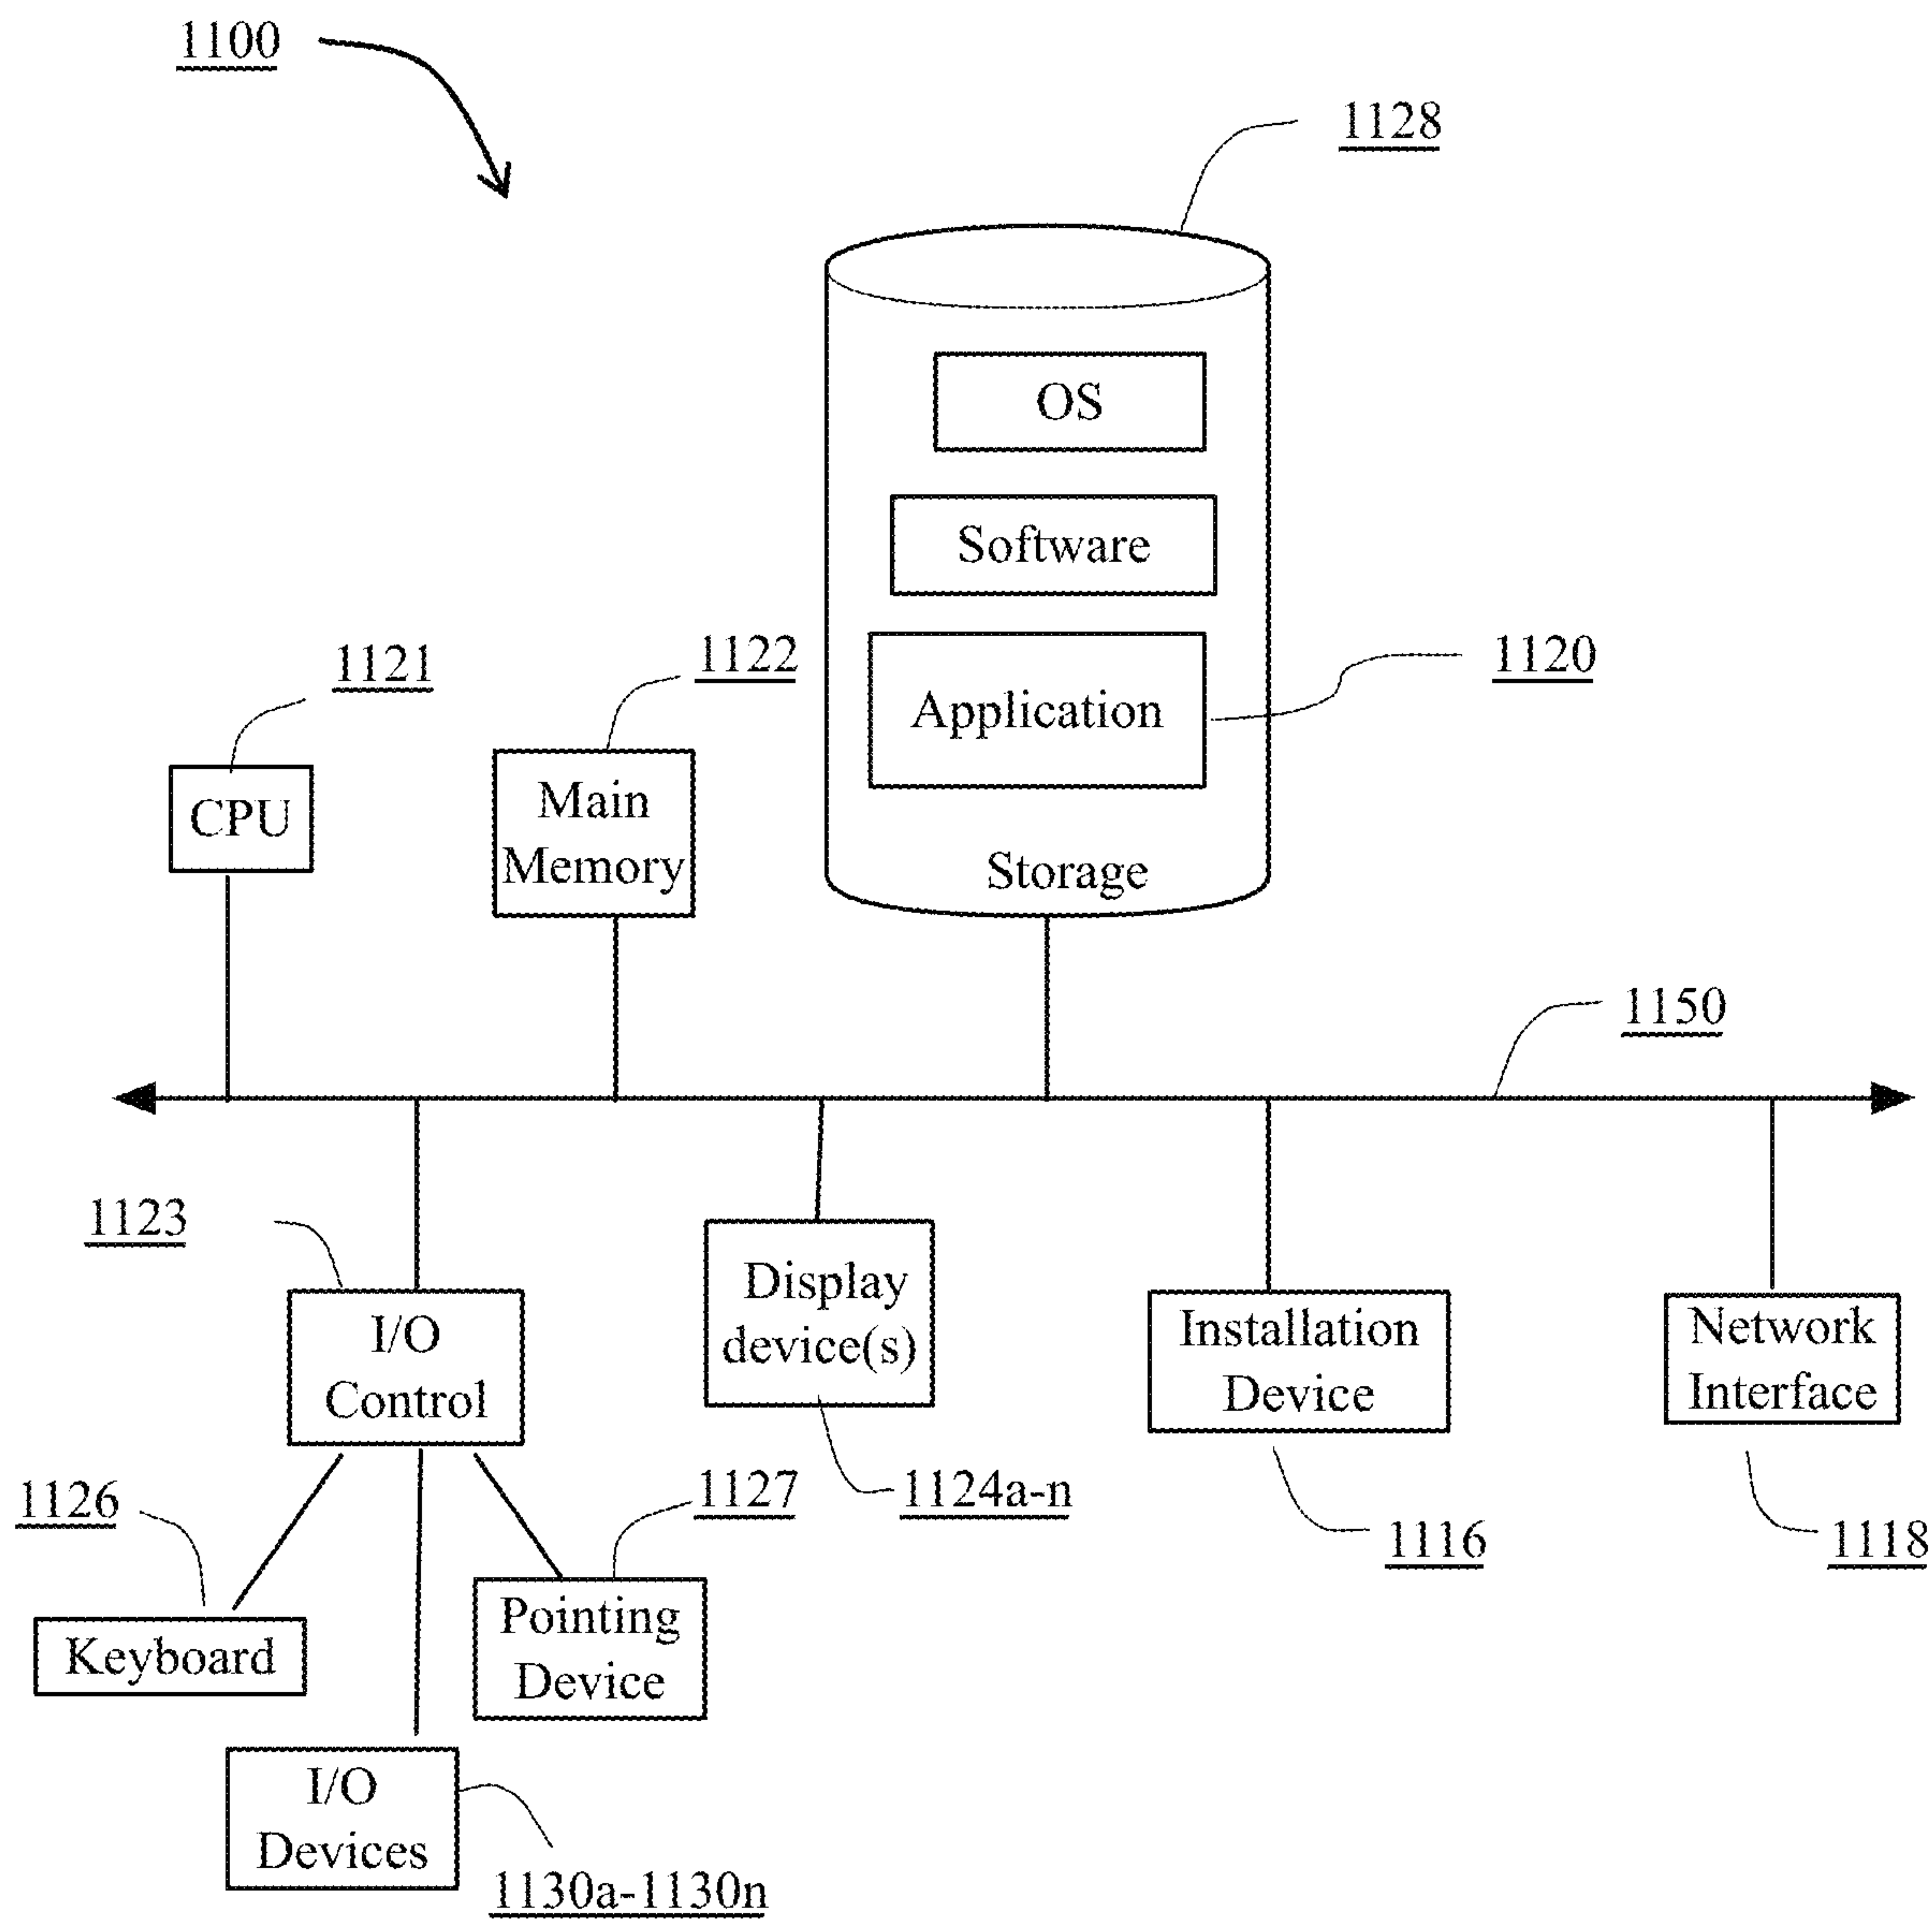 1100
1128
OS
Software
1121
1122
1120
Application
CPU
Main
Memory
Storage
1150
1123
Display
device(s)
I/O
Control
Installation
Device
Network
Interface
1126
1127
1124a-n
1116
1118
Keyboard
Pointing
Device
I/O
Devices
1130a-1130n